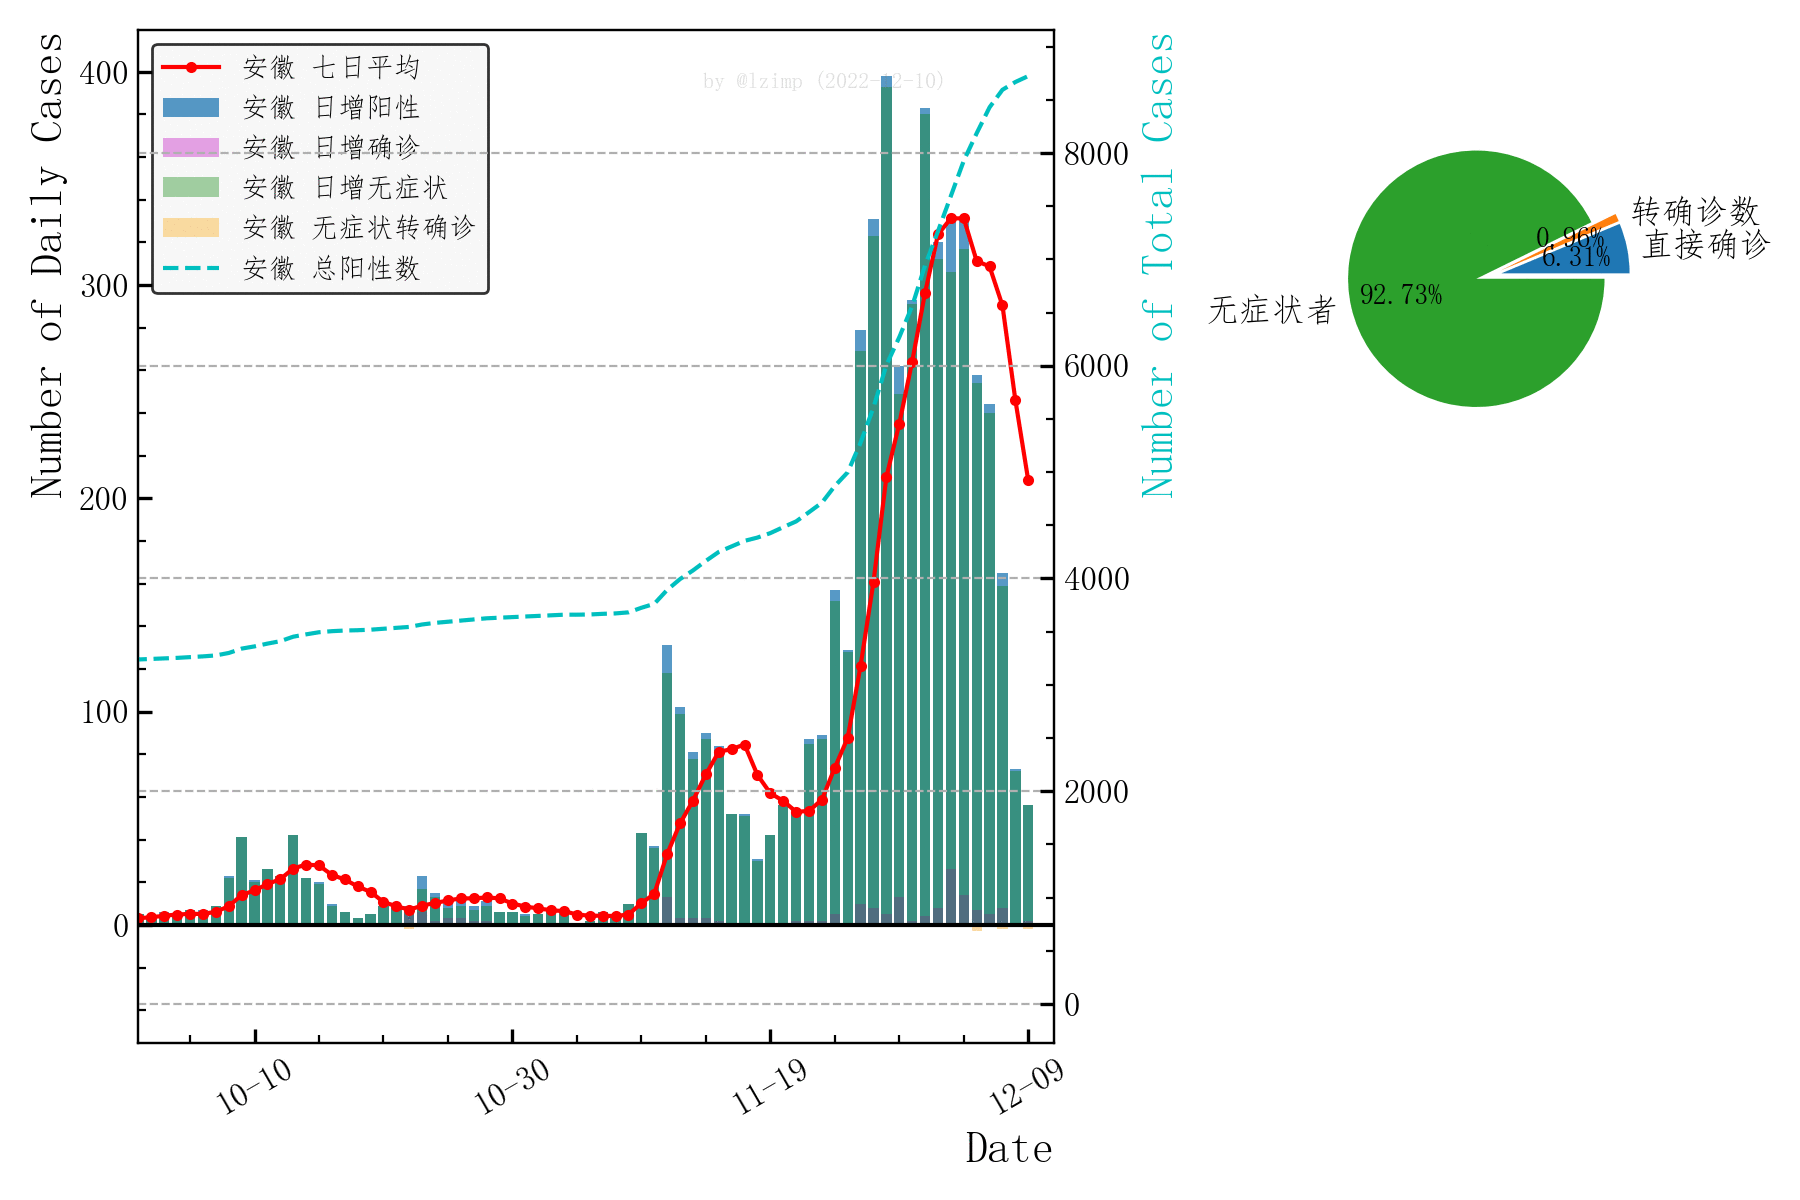 Number of Daily Cases
400
300
200
100
0
安徽 七日平均
安徽 日增阳性
安徽 日增确诊
安徽 日增无症状
安徽 无症状转确诊
安徽 总阳性数
by @lzimp (2022-12-10)
8000
6000
4000
2000
0
Number of Total Cases
10-10
10-30
11-19
12-09
Date
转确诊数
0.96%
直接确诊
6.31%
无症状者
92.73%